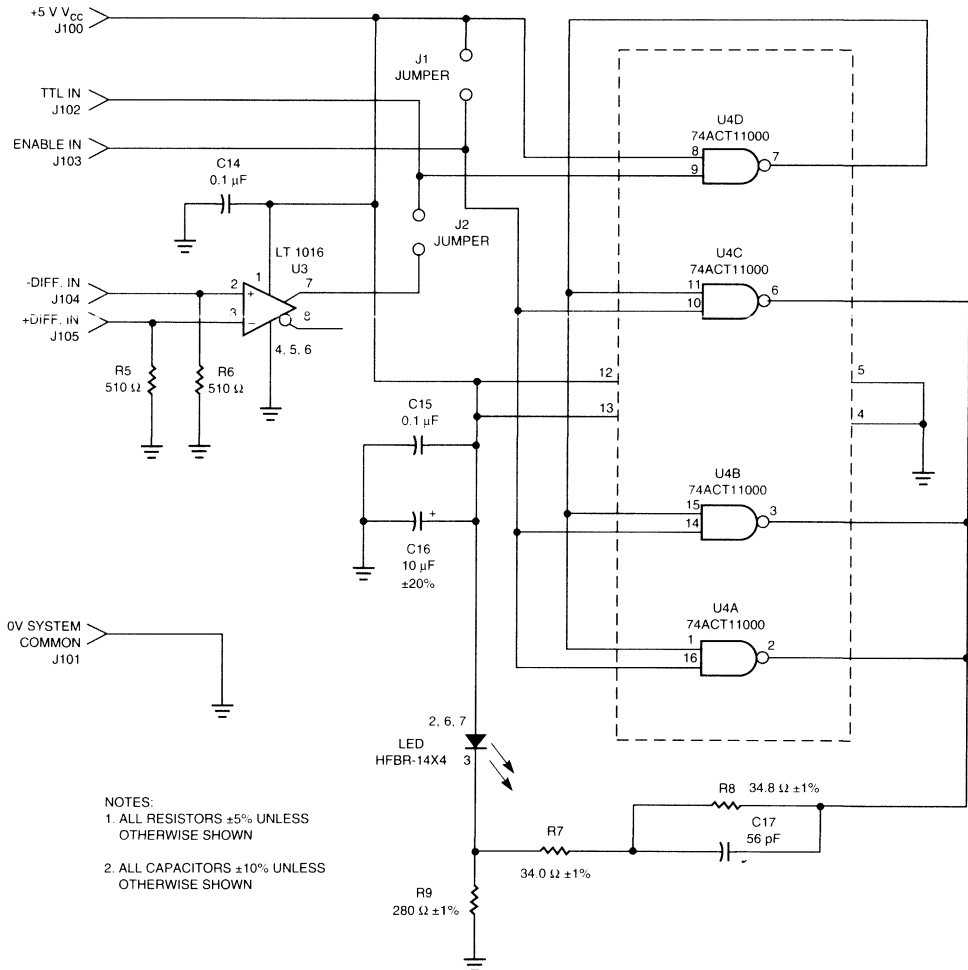 +5 V VCC
J100
J1
JUMPER
TTL IN
J102
ENABLE IN
J103
C14
0.1 µF
J2
JUMPER
LT 1016
U3
1
7
-DIFF. IN
J104
2
+
+DIFF. IN
J105
3
−
8
4, 5, 6
R5
510 Ω
R6
510 Ω
U4D
74ACT11000
8
9
7
U4C
74ACT11000
11
10
6
12
13
5
4
C15
0.1 µF
+
C16
10 µF
±20%
U4B
74ACT11000
15
14
3
U4A
74ACT11000
1
16
2
0V SYSTEM
COMMON
J101
2, 6, 7
LED
HFBR-14X4
3
R8 34.8 Ω ±1%
C17
56 pF
R7
34.0 Ω ±1%
R9
280 Ω ±1%
NOTES:
1. ALL RESISTORS ±5% UNLESS
OTHERWISE SHOWN
2. ALL CAPACITORS ±10% UNLESS
OTHERWISE SHOWN